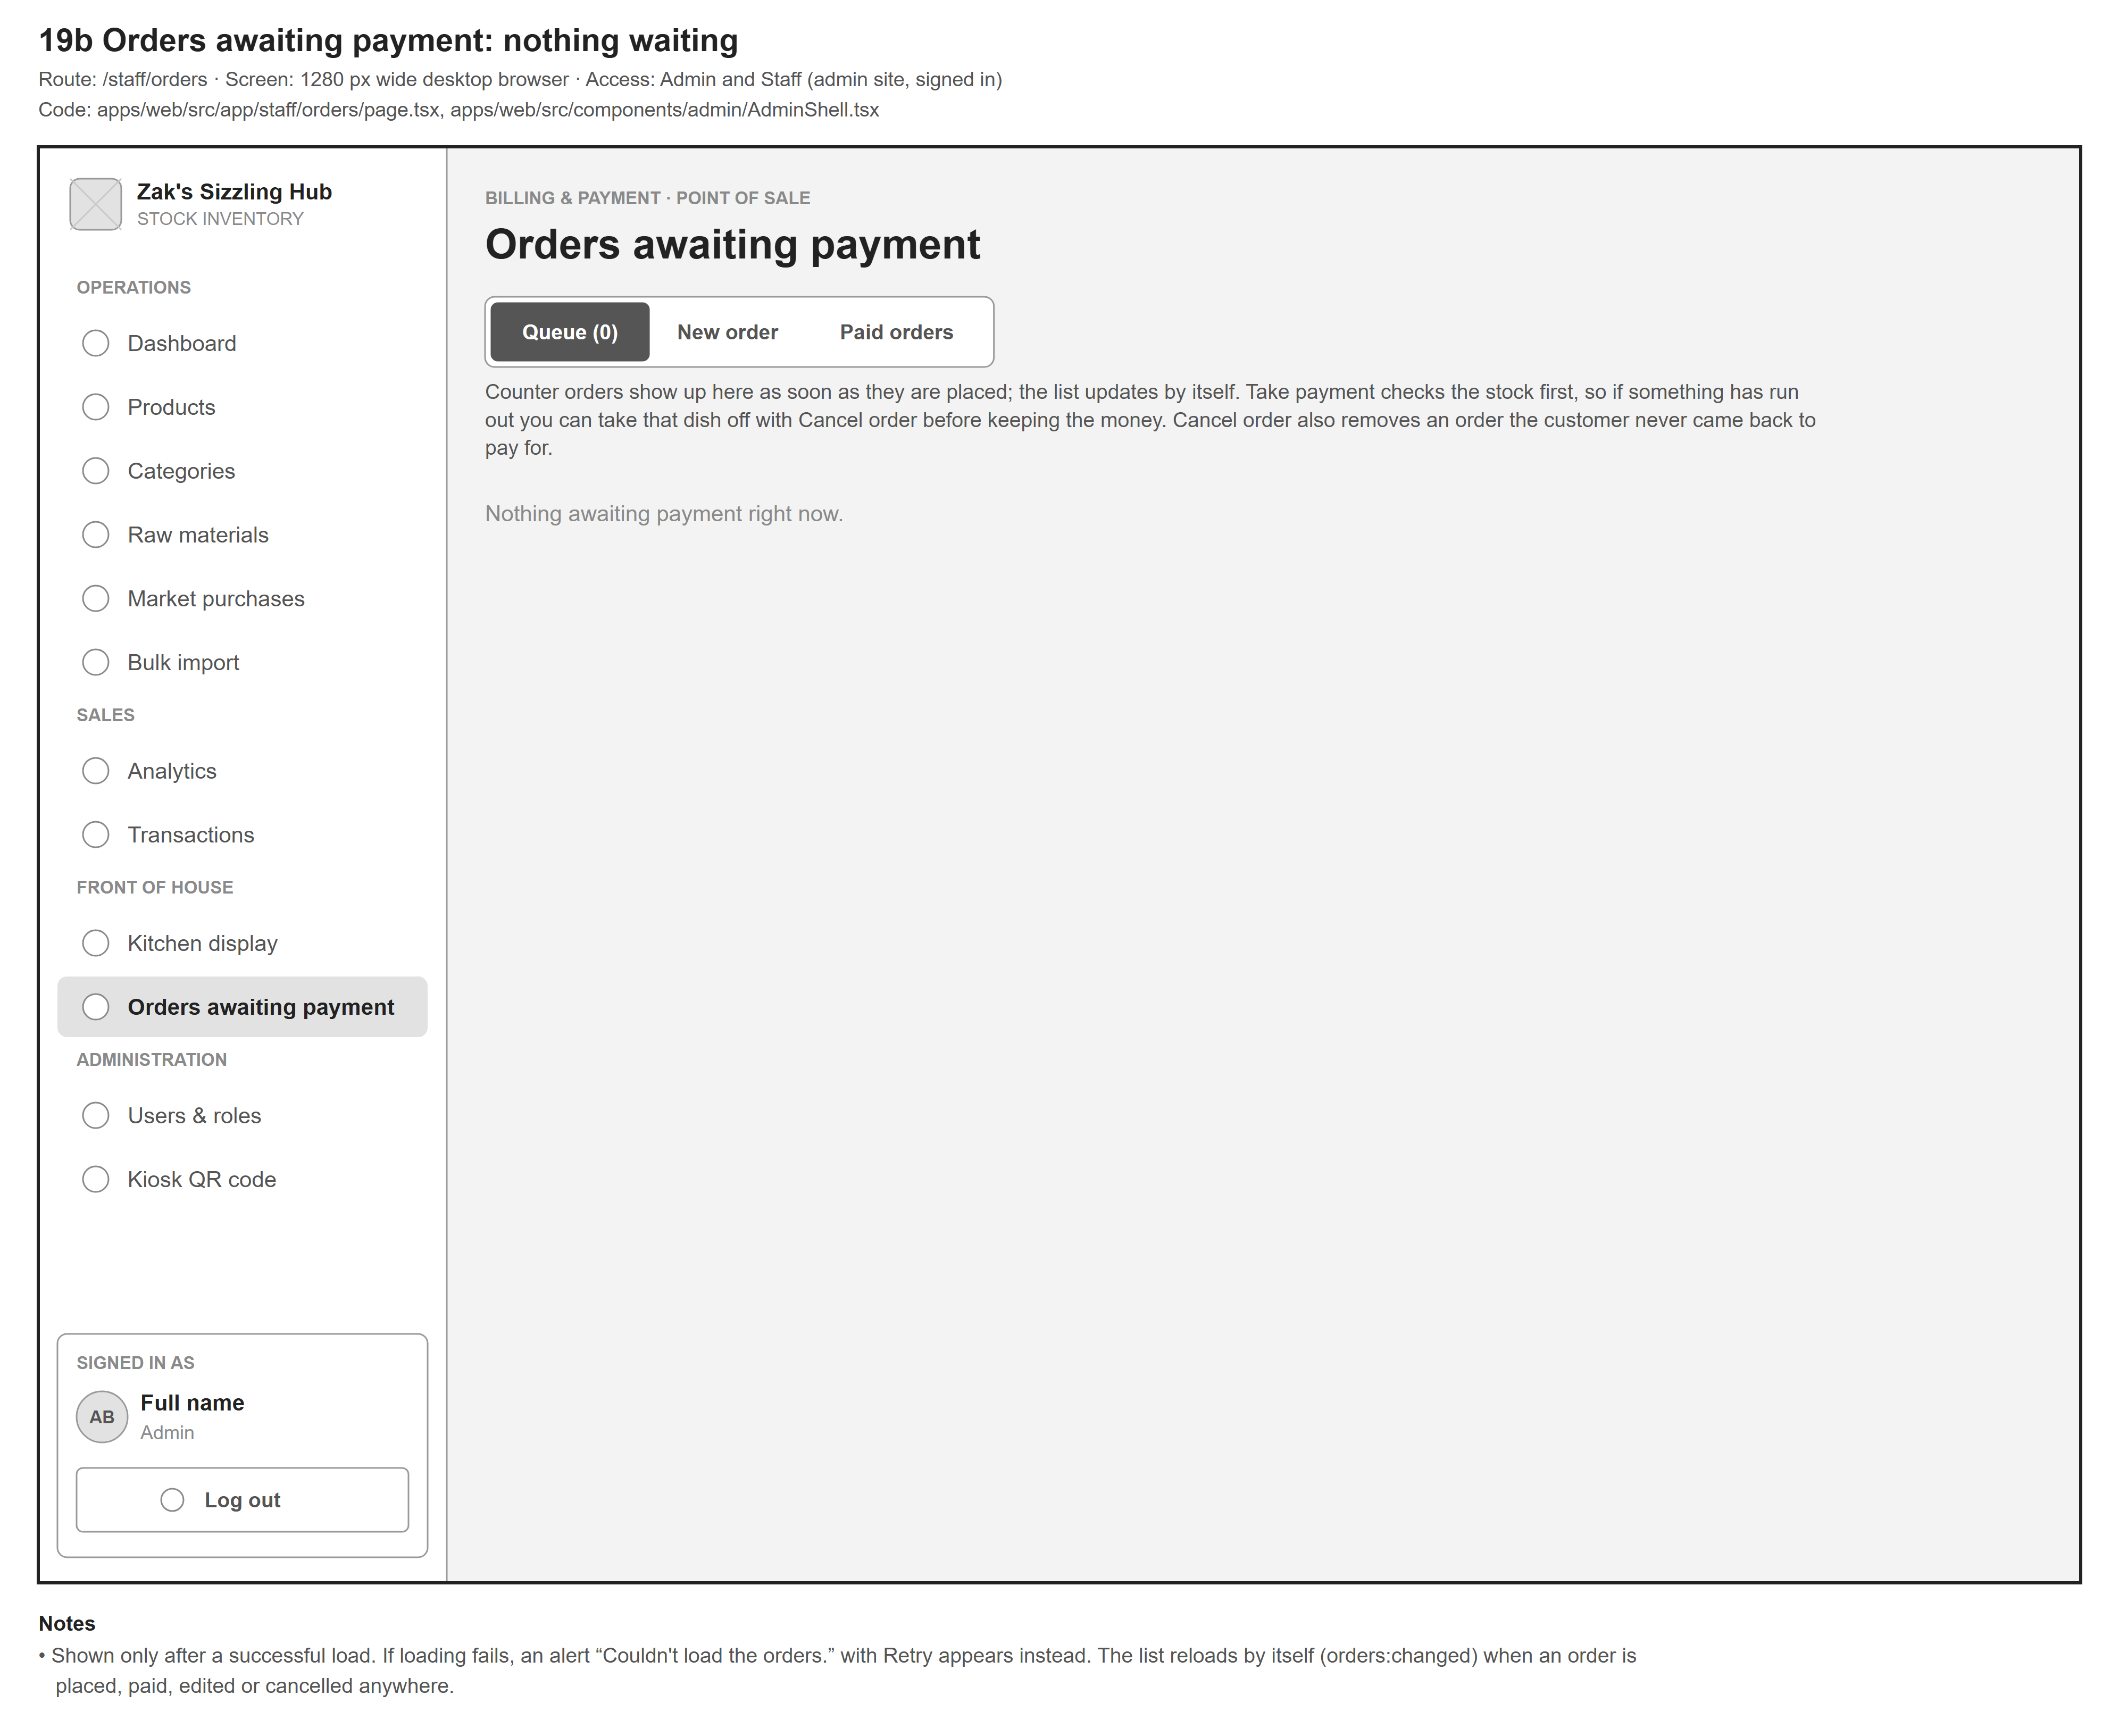 19b Orders awaiting payment: nothing waiting
Route: /staff/orders · Screen: 1280 px wide desktop browser · Access: Admin and Staff (admin site, signed in)
Code: apps/web/src/app/staff/orders/page.tsx, apps/web/src/components/admin/AdminShell.tsx
Zak's Sizzling Hub
STOCK INVENTORY
OPERATIONS
Dashboard
Products
Categories
Raw materials
Market purchases
Bulk import
SALES
Analytics
Transactions
FRONT OF HOUSE
Kitchen display
Orders awaiting payment
ADMINISTRATION
Users & roles
Kiosk QR code
SIGNED IN AS
AB
Full name
Admin
Log out
BILLING & PAYMENT · POINT OF SALE
Orders awaiting payment
Queue (0)
New order
Paid orders
Counter orders show up here as soon as they are placed; the list updates by itself. Take payment checks the stock first, so if something has run
out you can take that dish off with Cancel order before keeping the money. Cancel order also removes an order the customer never came back to
pay for.
Nothing awaiting payment right now.
Notes
• Shown only after a successful load. If loading fails, an alert “Couldn't load the orders.” with Retry appears instead. The list reloads by itself (orders:changed) when an order is
placed, paid, edited or cancelled anywhere.